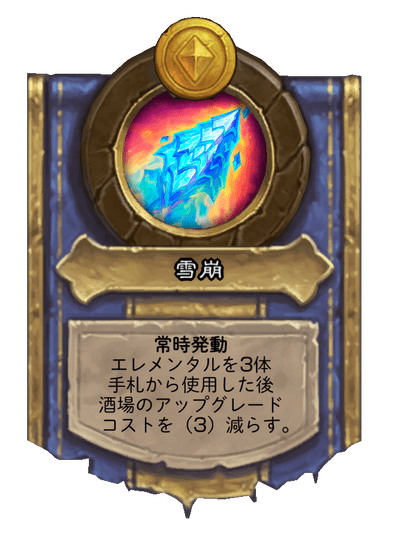 雪崩
常時発動
エレメンタルを3体
手札から使用した後
酒場のアップグレード
コストを（3）減らす。